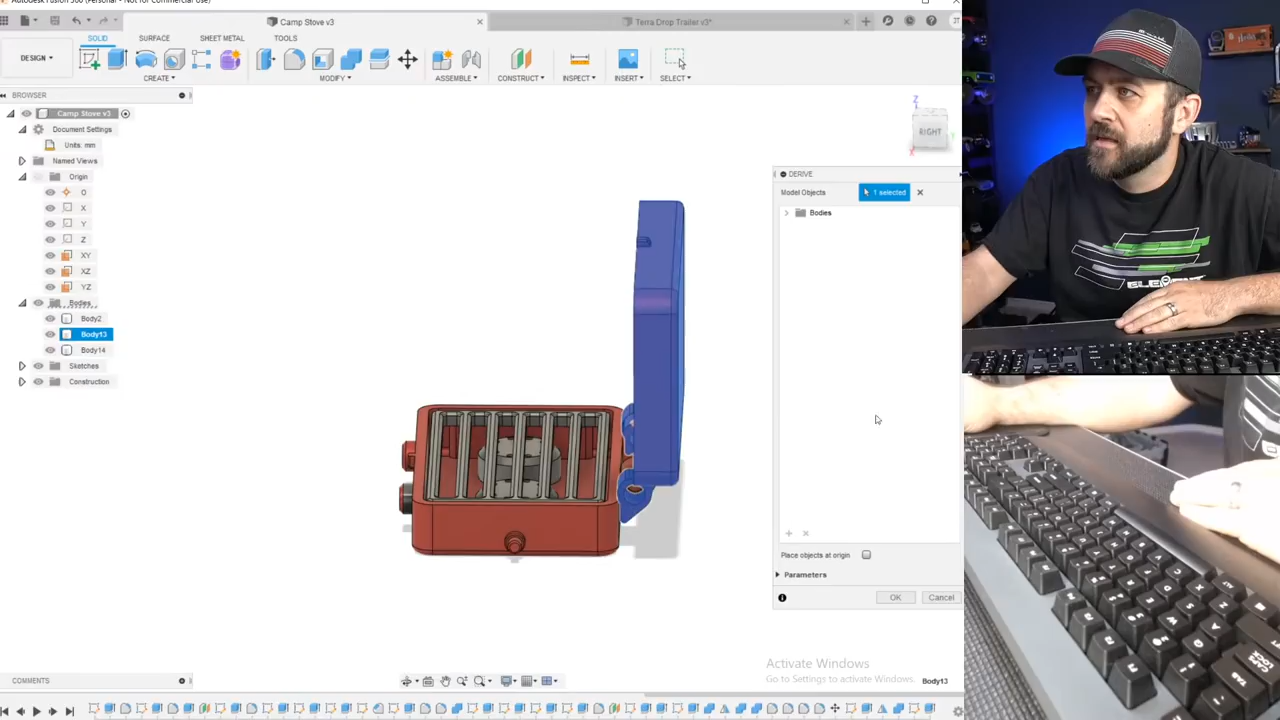 Autodesk Fusion 360 (Personal - Not for Commercial Use)
Camp Stove v3
Terra Drop Trailer v3*
SOLID
SURFACE
SHEET METAL
TOOLS
DESIGN
CREATE
MODIFY
ASSEMBLE
CONSTRUCT
INSPECT
INSERT
SELECT
BROWSER
Camp Stove v3
Document Settings
Units: mm
Named Views
Origin
O
X
Y
Z
XY
XZ
YZ
Bodies
Body2
Body13
Body14
Sketches
Construction
Z
RIGHT
DERIVE
Model Objects
1 selected
Bodies
Place objects at origin
Parameters
OK
Cancel
Activate Windows
Go to Settings to activate Windows.
Body13
COMMENTS
ELEMENT